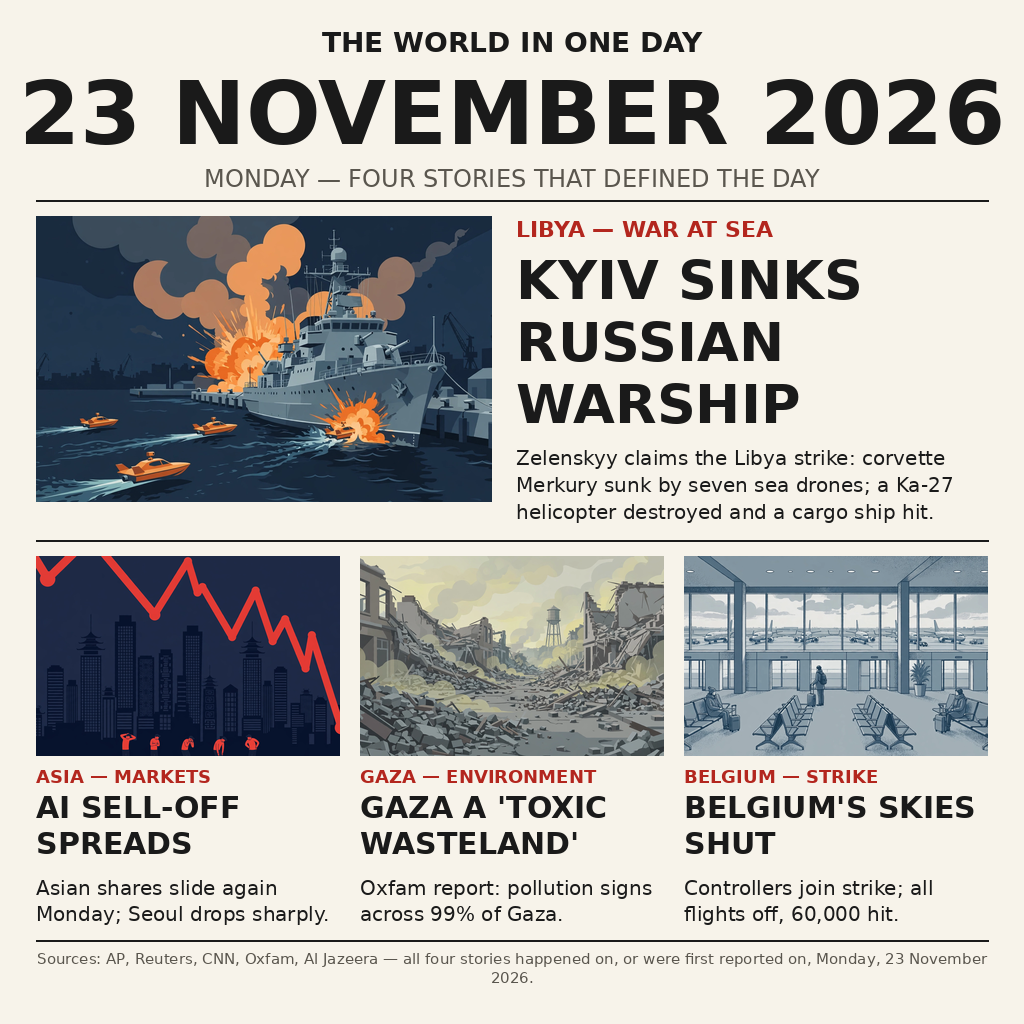 THE WORLD IN ONE DAY
23 NOVEMBER 2026
MONDAY — FOUR STORIES THAT DEFINED THE DAY
LIBYA — WAR AT SEA
KYIV SINKS
RUSSIAN
WARSHIP
Zelenskyy claims the Libya strike: corvette
Merkury sunk by seven sea drones; a Ka-27
helicopter destroyed and a cargo ship hit.
ASIA — MARKETS
AI SELL-OFF
SPREADS
Asian shares slide again
Monday; Seoul drops sharply.
GAZA — ENVIRONMENT
GAZA A 'TOXIC
WASTELAND'
Oxfam report: pollution signs
across 99% of Gaza.
BELGIUM — STRIKE
BELGIUM'S SKIES
SHUT
Controllers join strike; all
flights off, 60,000 hit.
Sources: AP, Reuters, CNN, Oxfam, Al Jazeera — all four stories happened on, or were first reported on, Monday, 23 November
2026.